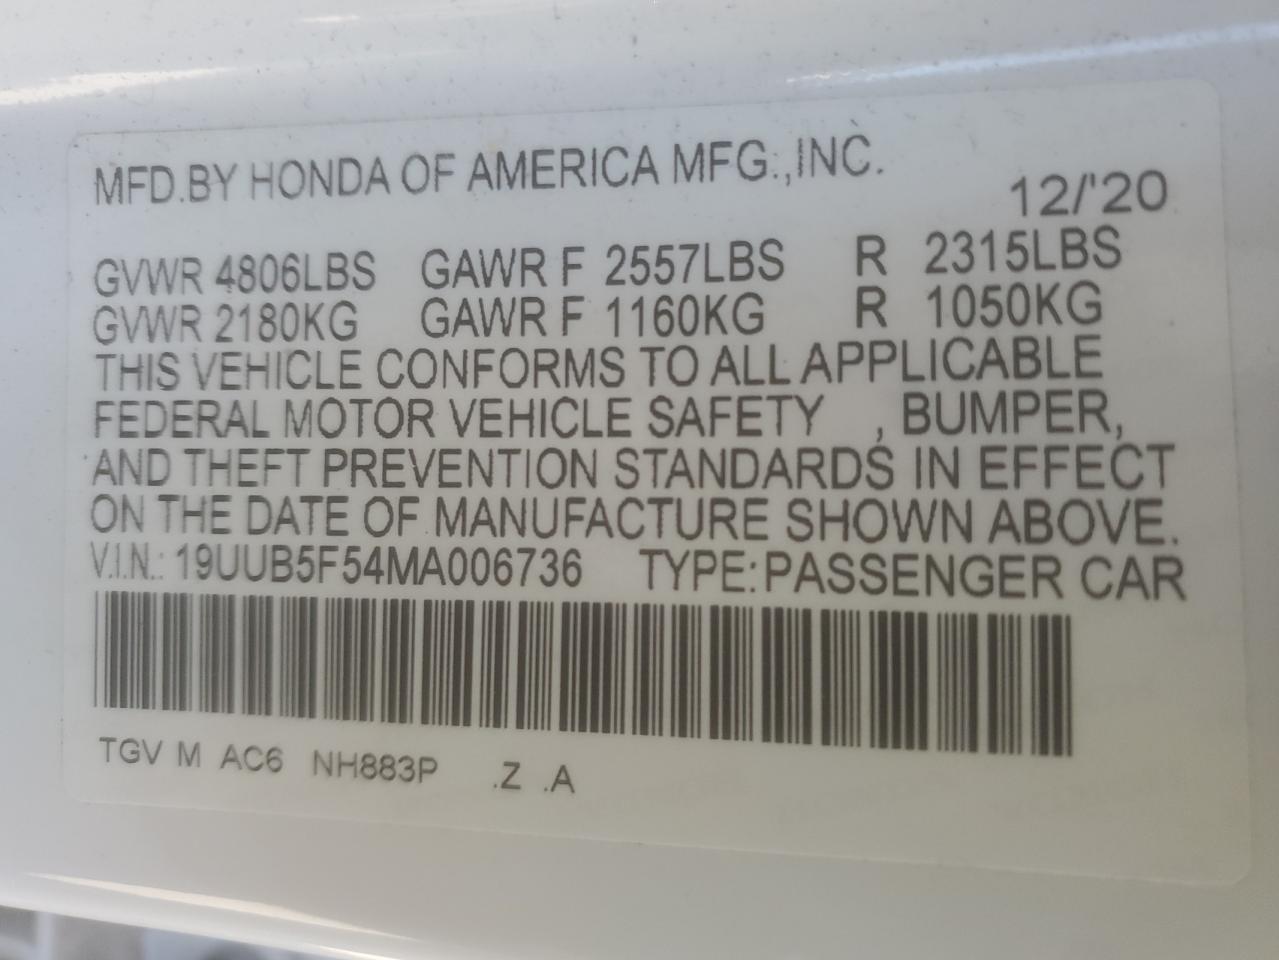 MFD.BY HONDA OF AMERICA MFG.,INC.
12/'20
GVWR 4806LBS GAWR F 2557LBS R 2315LBS
GVWR 2180KG GAWR F 1160KG R 1050KG
THIS VEHICLE CONFORMS TO ALL APPLICABLE
FEDERAL MOTOR VEHICLE SAFETY , BUMPER,
AND THEFT PREVENTION STANDARDS IN EFFECT
ON THE DATE OF MANUFACTURE SHOWN ABOVE.
V.I.N.: 19UUB5F54MA006736 TYPE:PASSENGER CAR
TGV M AC6 NH883P .Z .A